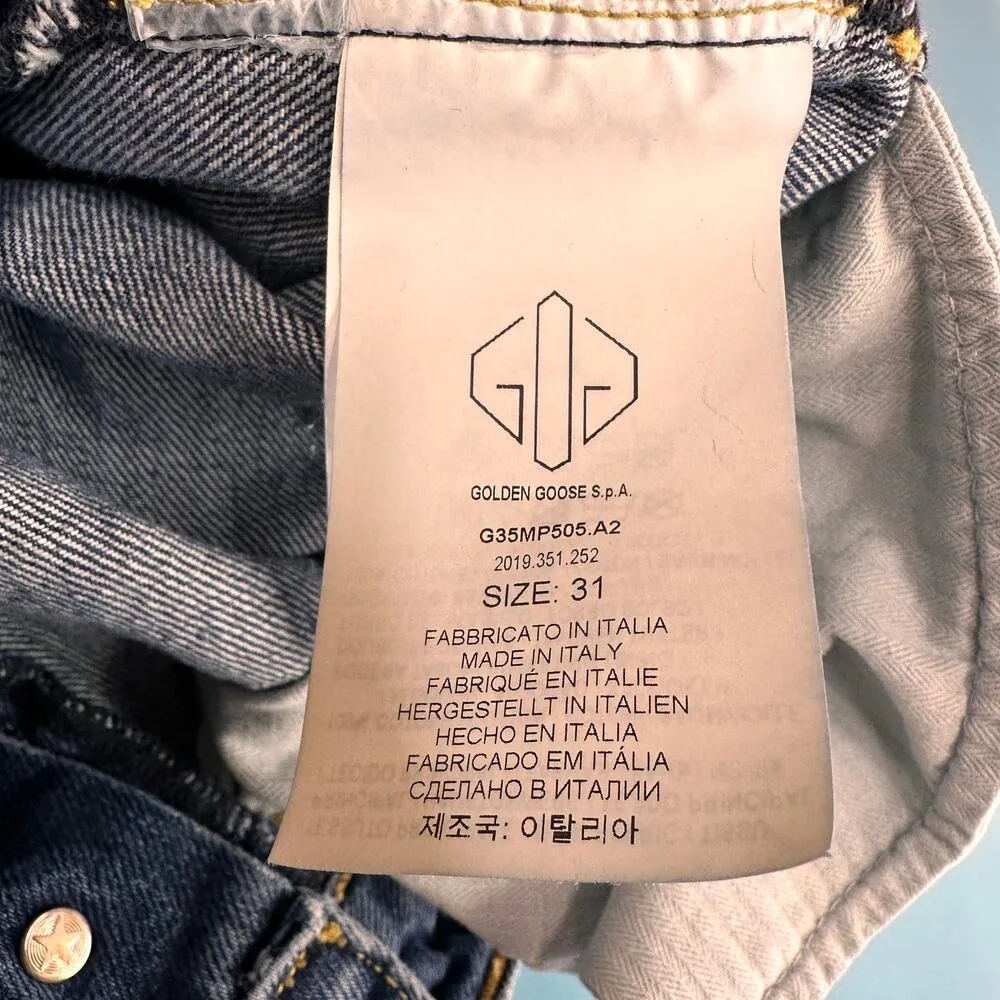 GOLDEN GOOSE S.p.A.
G35MP505.A2
2019.351.252
SIZE: 31
FABBRICATO IN ITALIA
MADE IN ITALY
FABRIQUÉ EN ITALIE
HERGESTELLT IN ITALIEN
HECHO EN ITALIA
FABRICADO EM ITÁLIA
СДЕЛАНО В ИТАЛИИ
제조국: 이탈리아